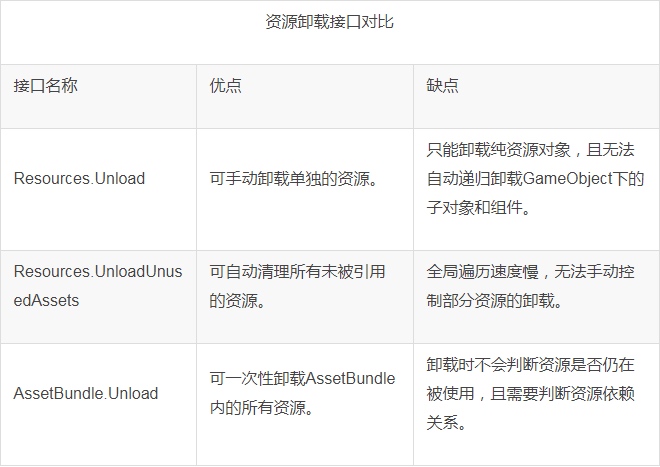 资源卸载接口对比
接口名称
优点
缺点
Resources.Unload
可手动卸载单独的资源。
只能卸载纯资源对象，且无法
自动递归卸载GameObject下的
子对象和组件。
Resources.UnloadUnus
edAssets
可自动清理所有未被引用
的资源。
全局遍历速度慢，无法手动控
制部分资源的卸载。
AssetBundle.Unload
可一次性卸载AssetBundle
内的所有资源。
卸载时不会判断资源是否仍在
被使用，且需要判断资源依赖
关系。